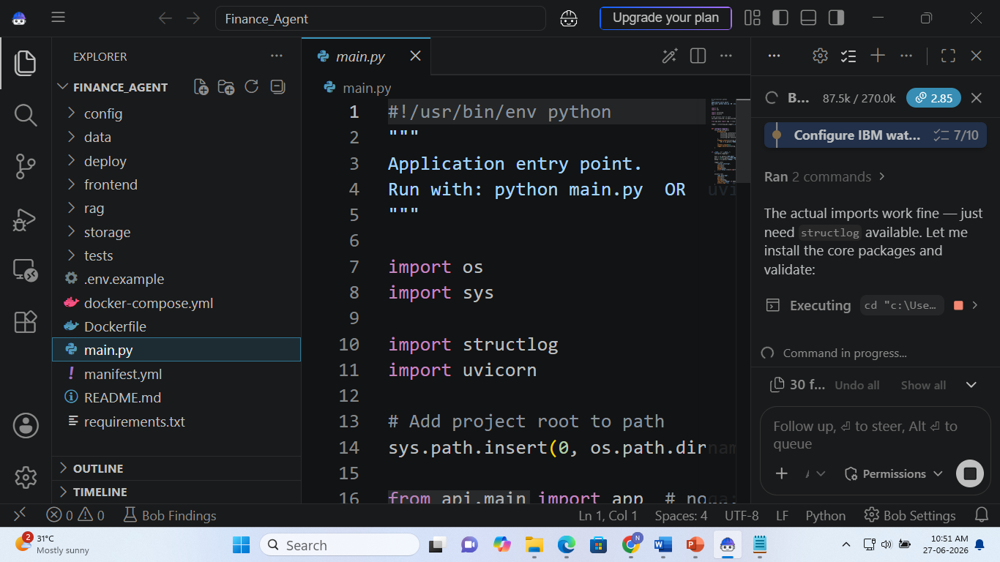 Finance_Agent
Upgrade your plan
EXPLORER
FINANCE_AGENT
config
data
deploy
frontend
rag
storage
tests
.env.example
docker-compose.yml
Dockerfile
main.py
! manifest.yml
README.md
requirements.txt
OUTLINE
TIMELINE
main.py
main.py
1 #!/usr/bin/env python
2 """
3 Application entry point.
4 Run with: python main.py  OR  uvi
5 """
6
7 import os
8 import sys
9
10 import structlog
11 import uvicorn
12
13 # Add project root to path
14 sys.path.insert(0, os.path.dirnam
15
16 from api.main import app  # noqa:
B... 87.5k / 270.0k 2.85
Configure IBM wat... 7/10
Ran 2 commands
The actual imports work fine — just
need structlog available. Let me
install the core packages and
validate:
Executing cd "c:\Use...
Command in progress...
30 f... Undo all Show all
Follow up, ⏎ to steer, Alt ⏎ to
queue
Permissions
0 0 Bob Findings
Ln 1, Col 1 Spaces: 4 UTF-8 LF Python Bob Settings
2
31°C
Mostly sunny
Search
N
10:51 AM
27-06-2026